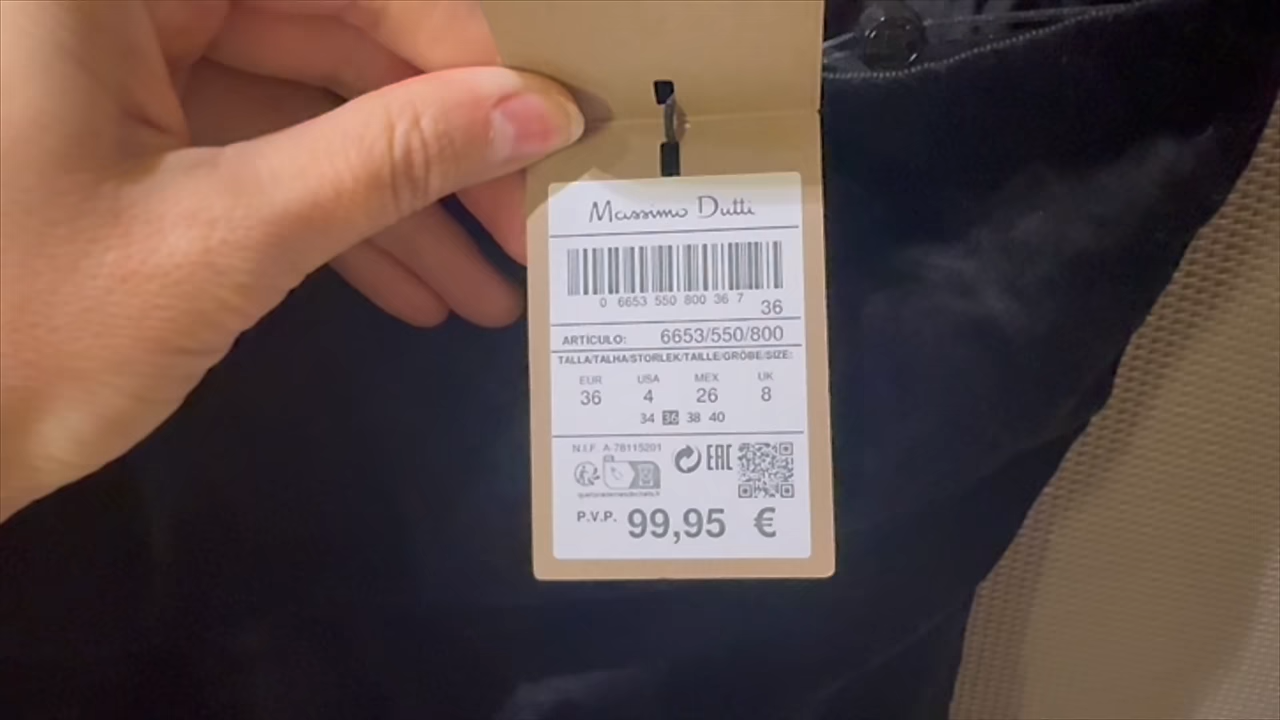 Massimo Dutti
0 6653 550 800 36 7
36
ARTÍCULO: 6653/550/800
TALLA/TALHA/STORLEK/TAILLE/GRÖBE/SIZE:
EUR USA MEX UK
36 4 26 8
34 36 38 40
N.I.F. A-78115201
EAC
P.V.P. 99,95 €